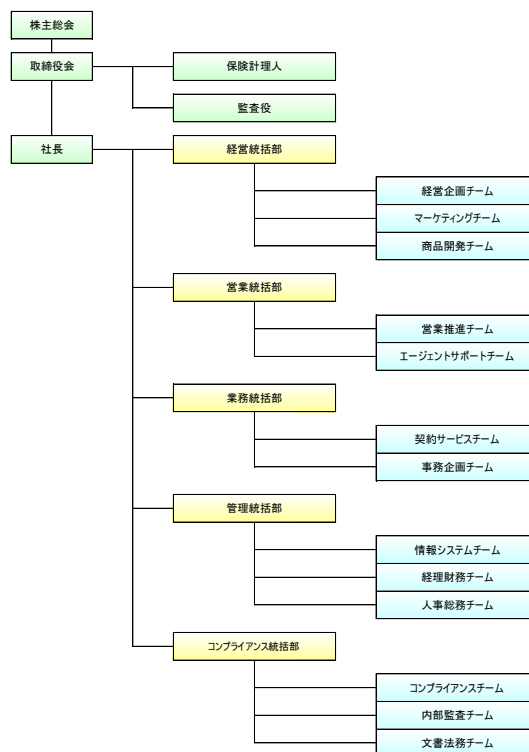 株主総会
取締役会
保険計理人
監査役
社長
経営統括部
経営企画チーム
マーケティングチーム
商品開発チーム
営業統括部
営業推進チーム
エージェントサポートチーム
業務統括部
契約サービスチーム
事務企画チーム
管理統括部
情報システムチーム
経理財務チーム
人事総務チーム
コンプライアンス統括部
コンプライアンスチーム
内部監査チーム
文書法務チーム